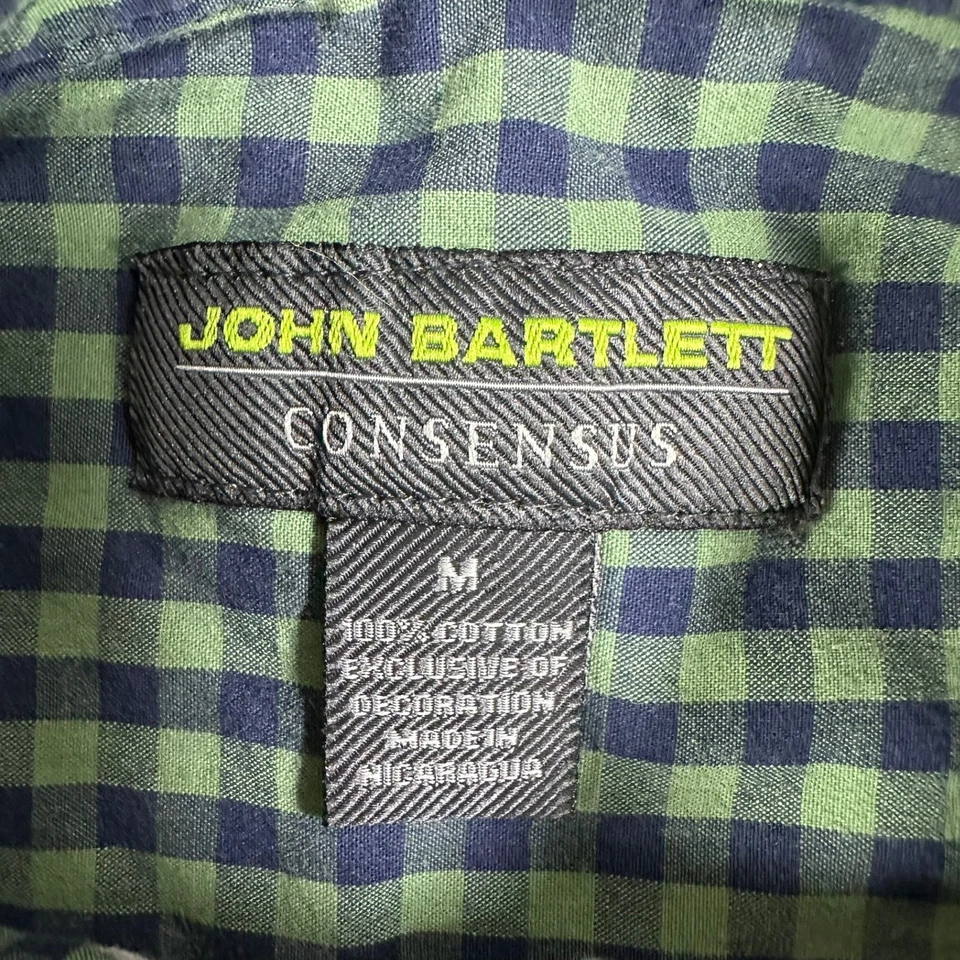 JOHN BARTLETT
CONSENSUS
M
100% COTTON
EXCLUSIVE OF
DECORATION
MADE IN
NICARAGUA